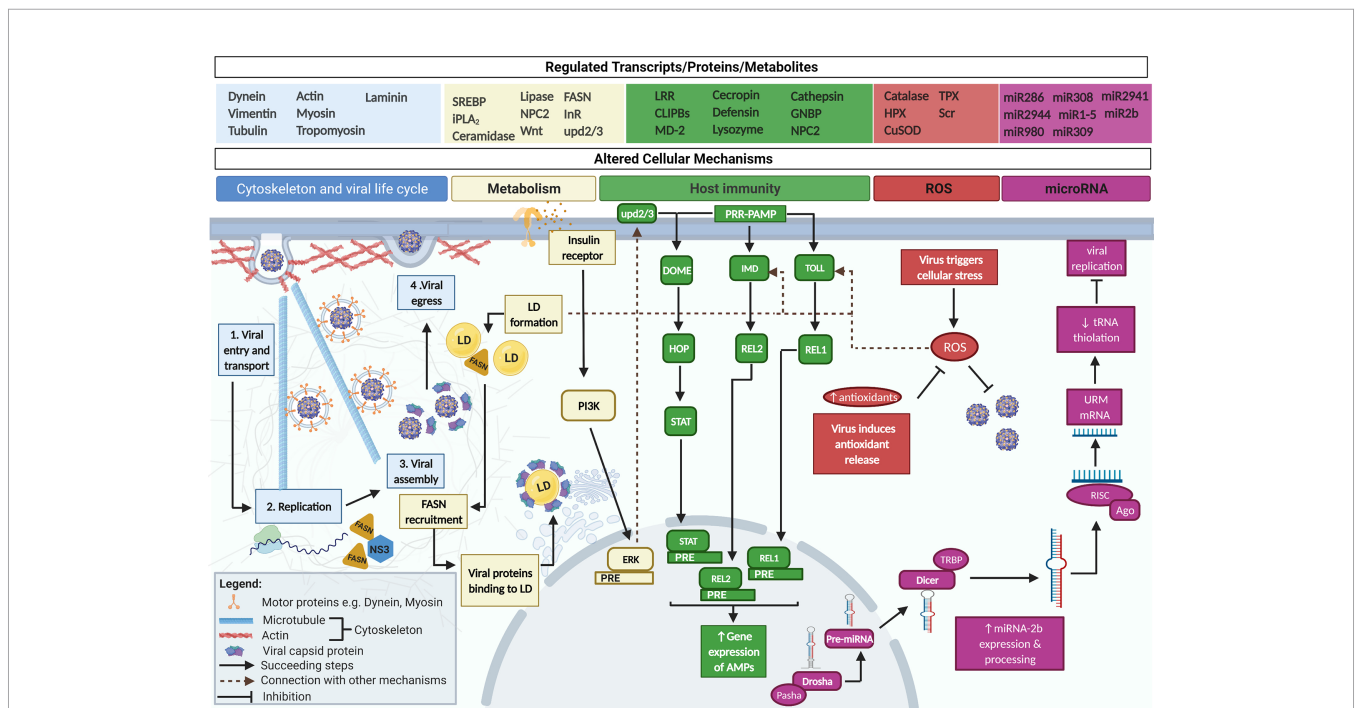 Regulated Transcripts/Proteins/Metabolites
Dynein
Vimentin
Tubulin
Actin
Myosin
Tropomyosin
Laminin
SREBP
iPLA₂
Ceramidase
Lipase
NPC2
Wnt
FASN
InR
upd2/3
LRR
CLIPBs
MD-2
Cecropin
Defensin
Lysozyme
Cathepsin
GNBP
NPC2
Catalase
HPX
CuSOD
TPX
Scr
miR286 miR308 miR2941
miR2944 miR1-5 miR2b
miR980 miR309
Altered Cellular Mechanisms
Cytoskeleton and viral life cycle
Metabolism
Host immunity
ROS
microRNA
upd2/3
PRR-PAMP
Insulin
receptor
DOME
IMD
TOLL
Virus triggers
cellular stress
viral
replication
4 .Viral
egress
LD
formation
1. Viral
entry and
transport
LD
FASN
LD
HOP
REL2
REL1
ROS
↓ tRNA
thiolation
PI3K
STAT
↑antioxidants
Virus induces
antioxidant
release
URM
mRNA
3. Viral
assembly
2. Replication
FASN
recruitment
LD
RISC
Ago
FASN
NS3
FASN
Viral proteins
binding to LD
ERK
PRE
STAT
PRE
REL2
PRE
REL1
PRE
TRBP
Dicer
↑Gene
expression
of AMPs
Pre-miRNA
Drosha
Pasha
↑miRNA-2b
expression &
processing
Legend:
Motor proteins e.g. Dynein, Myosin
Microtubule
Actin
Cytoskeleton
Viral capsid protein
Succeeding steps
Connection with other mechanisms
Inhibition